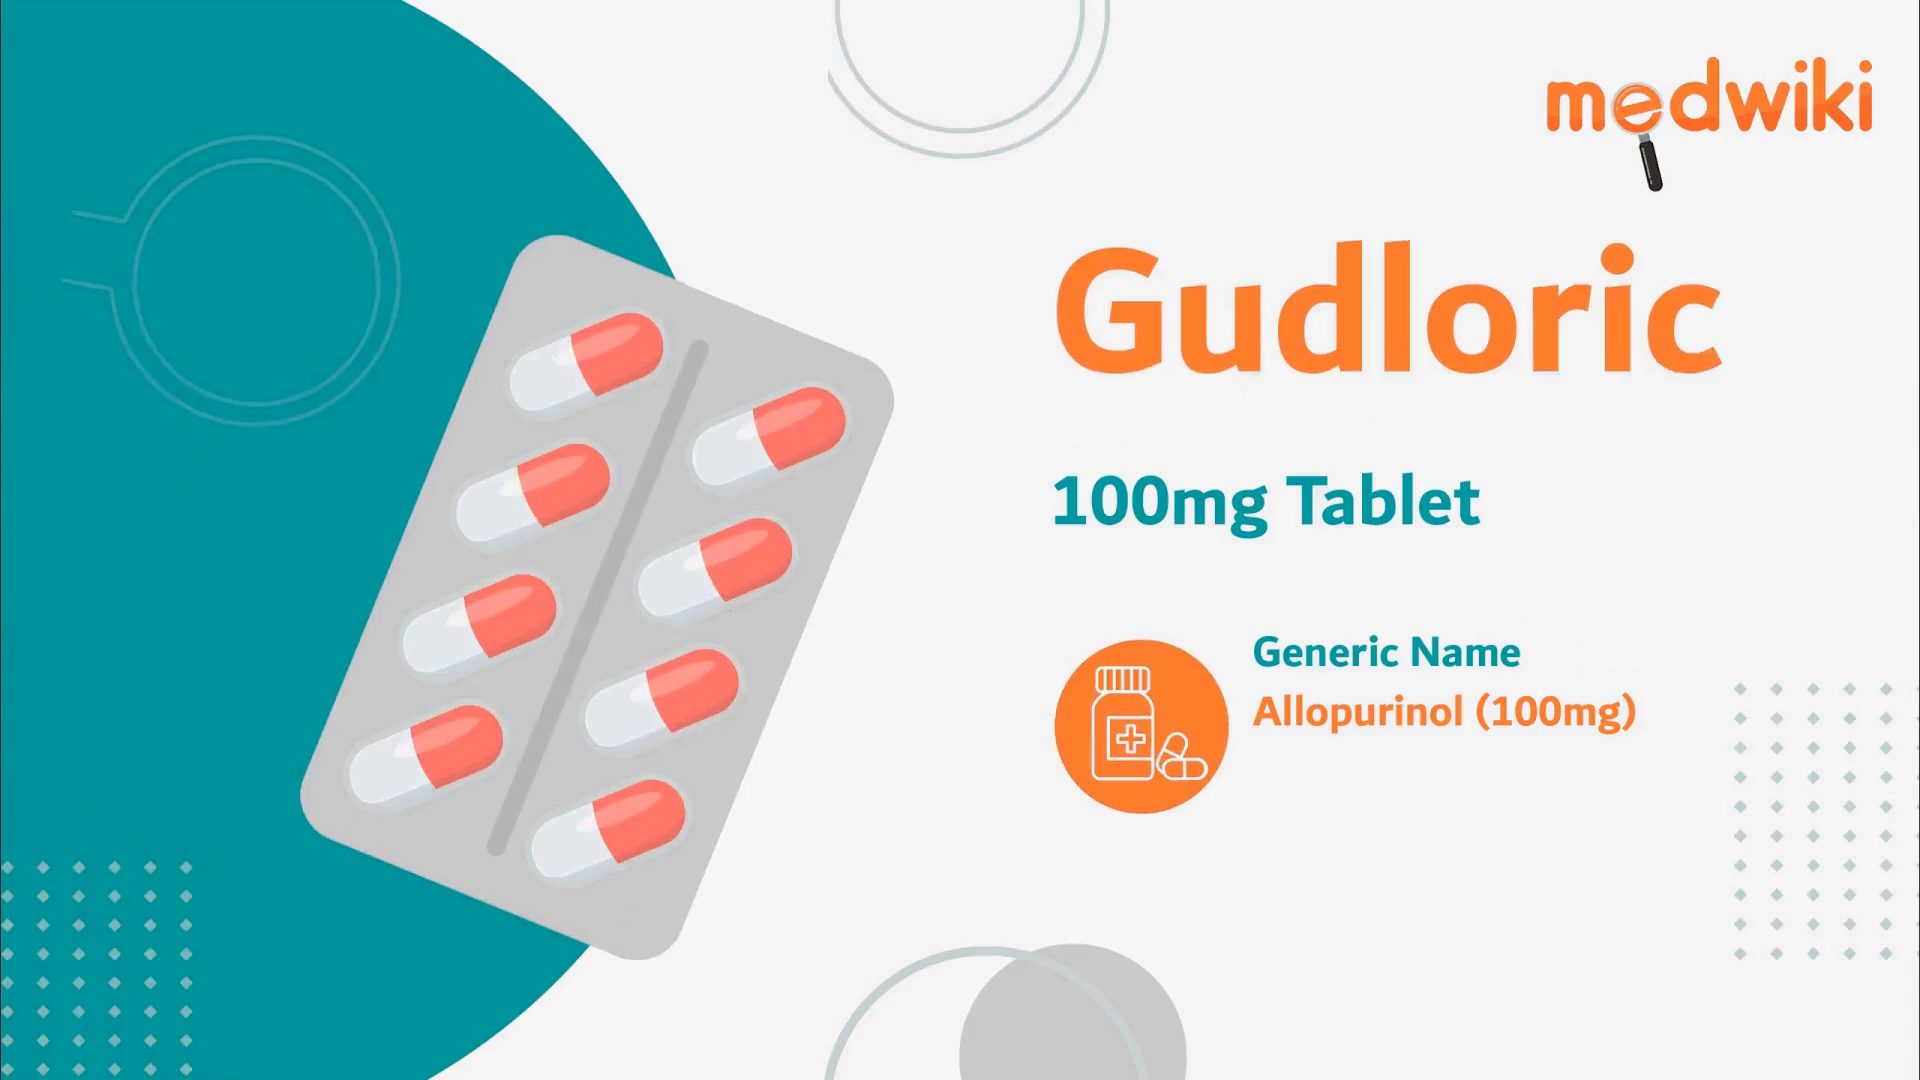 medwiki
Gudloric
100mg Tablet
Generic Name
Allopurinol (100mg)